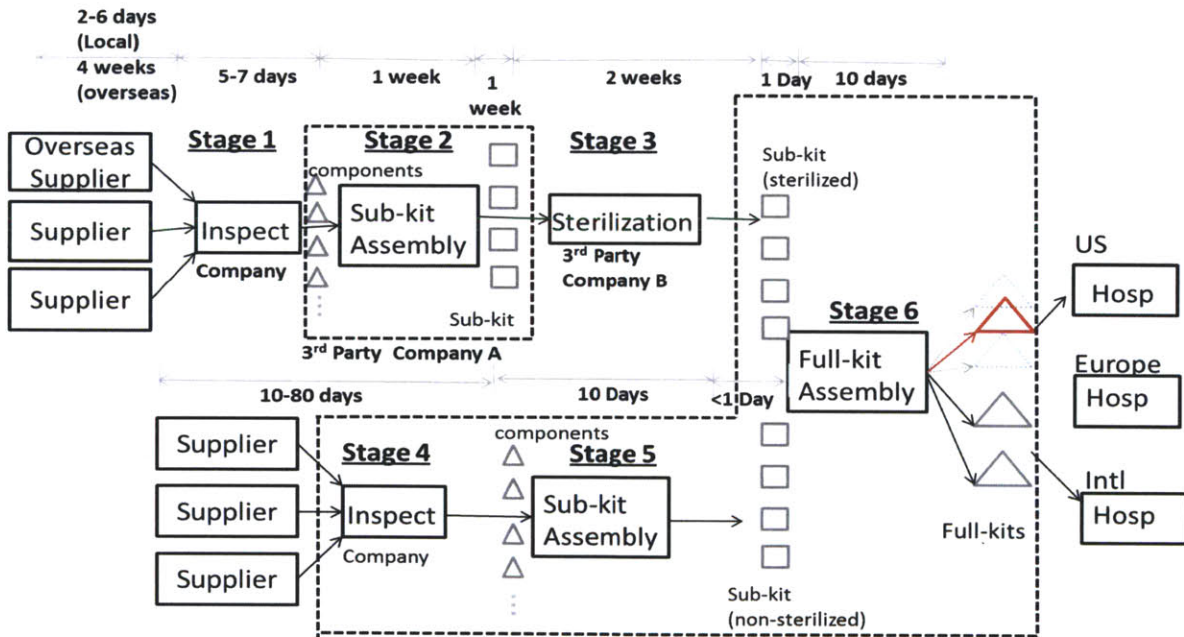 2-6 days
(Local)
4 weeks
(overseas)
5-7 days
1 week
1
week
2 weeks
1 Day
10 days
Overseas
Supplier
Supplier
Supplier
Stage 1
Inspect
Company
Stage 2
components
Sub-kit
Assembly
Sub-kit
3rd Party Company A
Stage 3
Sterilization
3rd Party
Company B
Sub-kit
(sterilized)
Stage 6
Full-kit
Assembly
US
Hosp
Europe
Hosp
Intl
Hosp
Full-kits
10-80 days
10 Days
<1 Day
Supplier
Supplier
Supplier
Stage 4
Inspect
Company
components
Stage 5
Sub-kit
Assembly
Sub-kit
(non-sterilized)